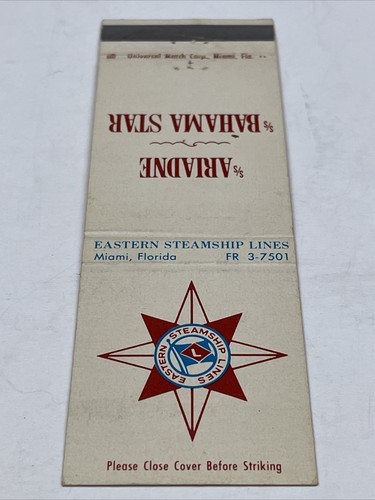 Universal Match Corp., Miami, Fla.
S/S BAHAMA STAR
S/S ARIADNE
EASTERN STEAMSHIP LINES
Miami, Florida FR 3-7501
EASTERN STEAMSHIP LINES
L
Please Close Cover Before Striking